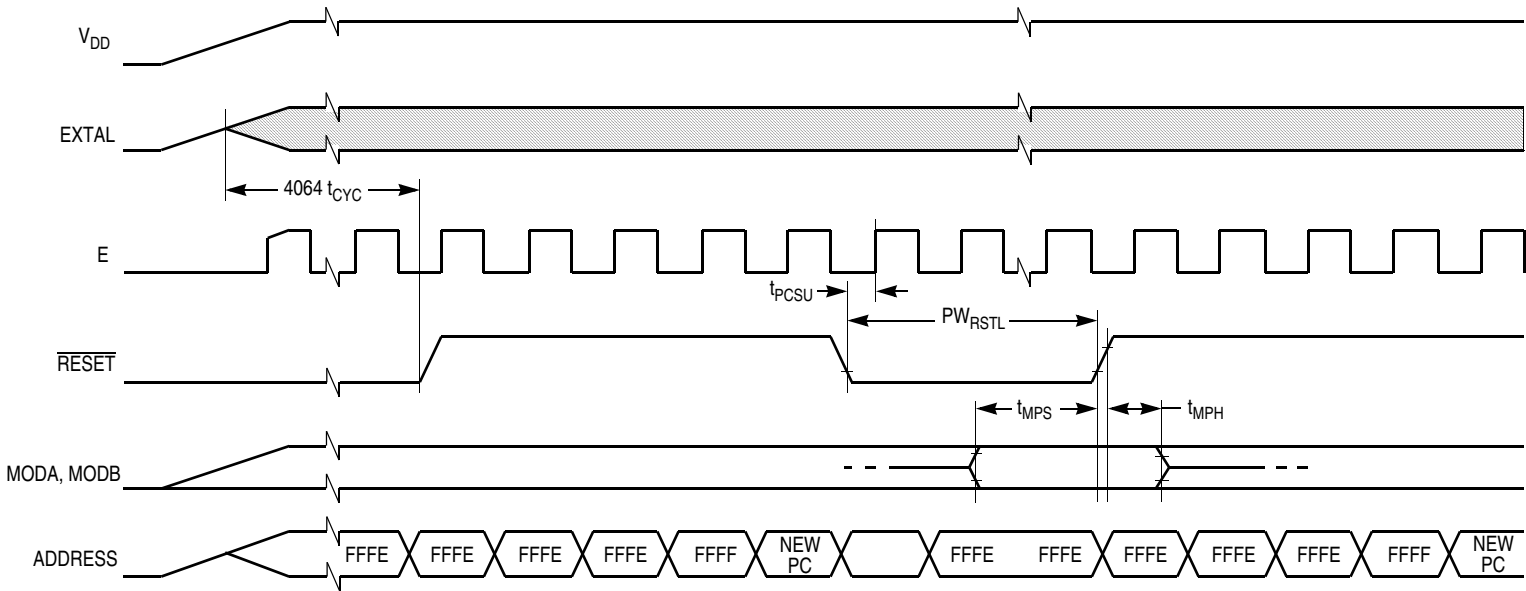 VDD
EXTAL
4064 tCYC
E
tPCSU
PWRSTL
RESET
tMPS
tMPH
MODA, MODB
ADDRESS
FFFE FFFE FFFE FFFE FFFF NEW PC FFFE FFFE FFFE FFFE FFFE FFFF NEW PC